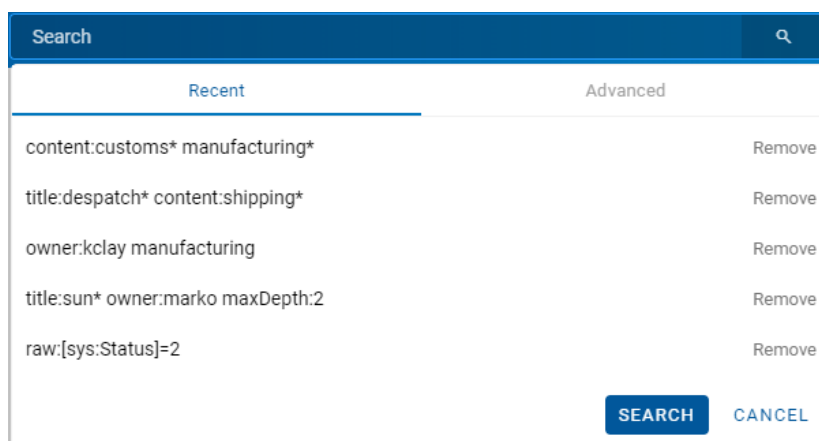 Search
Recent Advanced
content:customs* manufacturing* Remove
title:despatch* content:shipping* Remove
owner:kclay manufacturing Remove
title:sun* owner:marko maxDepth:2 Remove
raw:[sys:Status]=2 Remove
SEARCH CANCEL